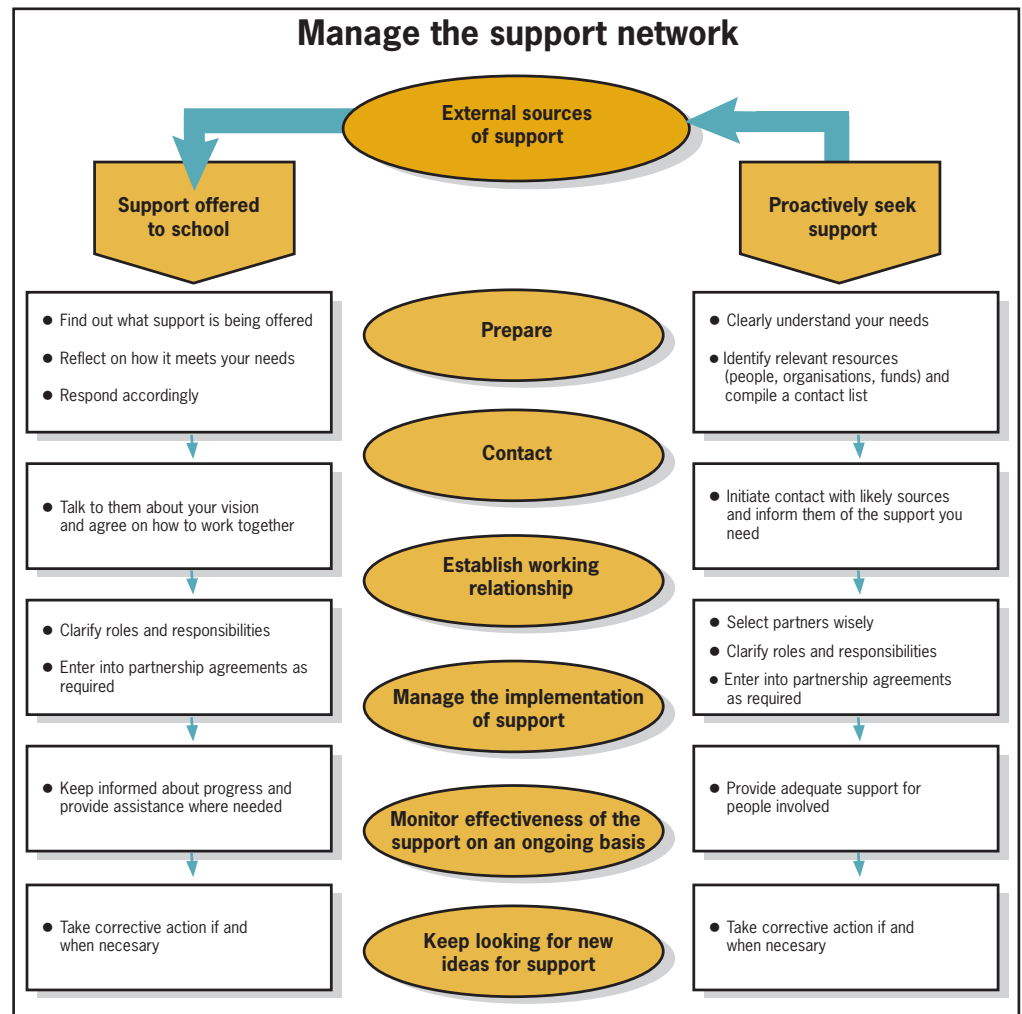 Manage the support network
External sources
of support
Support offered
to school
Proactively seek
support
● Find out what support is being offered
● Reflect on how it meets your needs
● Respond accordingly
Prepare
● Clearly understand your needs
● Identify relevant resources
(people, organisations, funds) and
compile a contact list
Contact
● Talk to them about your vision
and agree on how to work together
● Initiate contact with likely sources
and inform them of the support you
need
Establish working
relationship
● Clarify roles and responsibilities
● Enter into partnership agreements as
required
● Select partners wisely
● Clarify roles and responsibilities
● Enter into partnership agreements
as required
Manage the implementation
of support
● Keep informed about progress and
provide assistance where needed
● Provide adequate support for
people involved
Monitor effectiveness of the
support on an ongoing basis
● Take corrective action if and
when necesary
● Take corrective action if and
when necesary
Keep looking for new
ideas for support